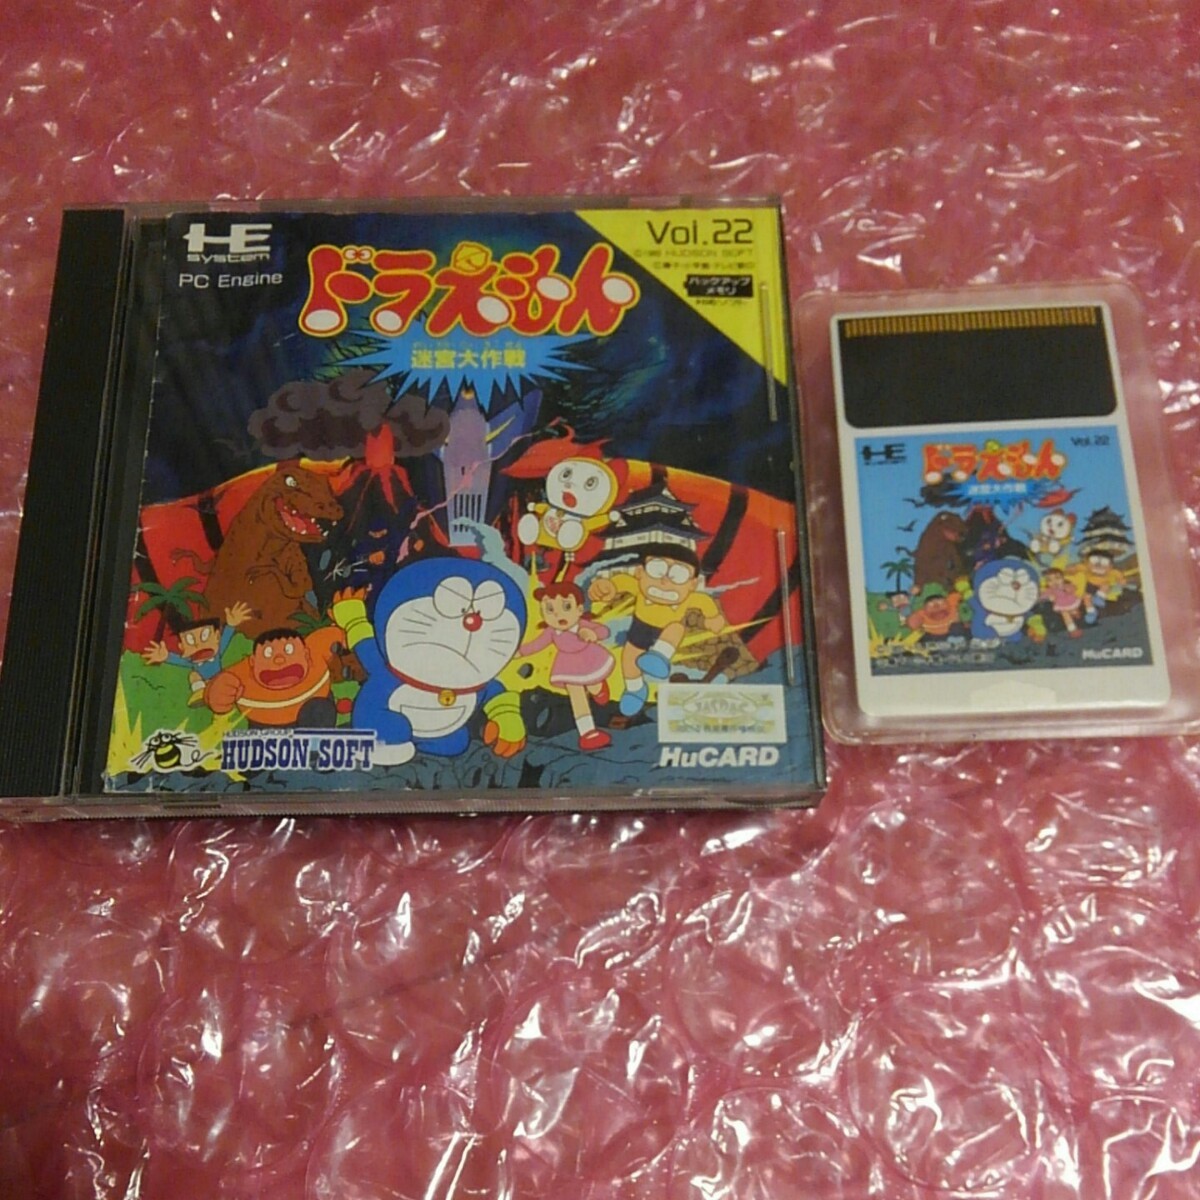 HE
system
PC Engine
ドラえもん
迷宮大作戦
Vol.22
HUDSON SOFT
バックアップ
メモリ
HUDSON GROUP
HUDSON SOFT
HuCARD
HE
ドラえもん
Vol.22
迷宮大作戦
HuCARD